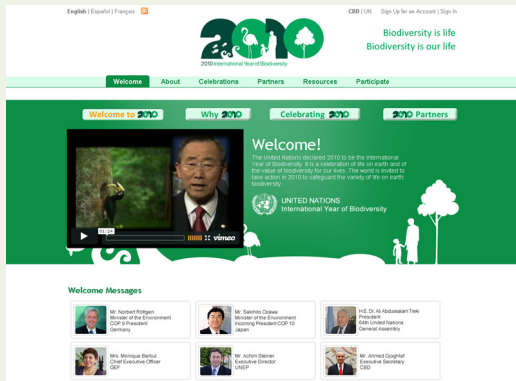 English | Español | Français
CBD | UN Sign Up for an Account | Sign In
2010
2010 International Year of Biodiversity
Biodiversity is life
Biodiversity is our life
Welcome About Celebrations Partners Resources Participate
Welcome to 2010 Why 2010 Celebrating 2010 2010 Partners
Welcome!
The United Nations declared 2010 to be the International
Year of Biodiversity. It is a celebration of life on earth and of
the value of biodiversity for our lives. The world is invited to
take action in 2010 to safeguard the variety of life on earth:
biodiversity
UNITED NATIONS
International Year of Biodiversity
01:24
vimeo
Welcome Messages
Mr. Norbert Röttgen
Minister of the Environment
COP 9 President
Germany
Mr. Sakihito Ozawa
Minister of the Environment
Incoming President COP 10
Japan
H.E. Dr. Ali Abdussalam Treki
President
64th United Nations
General Assembly
Mrs. Monique Barbut
Chief Executive Officer
GEF
Mr. Achim Steiner
Executive Director
UNEP
Mr. Ahmed Djoghlaf
Executive Secretary
CBD